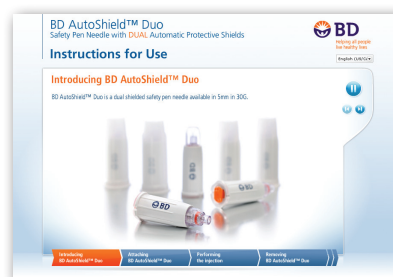 BD AutoShield™ Duo
Safety Pen Needle with DUAL Automatic Protective Shields
BD
Helping all people
live healthy lives
Instructions for Use
English (US/CA)
Introducing BD AutoShield™ Duo
BD AutoShield™ Duo is a dual shielded safety pen needle available in 5mm in 30G.
BD
BD
Introducing
BD AutoShield™ Duo
Attaching
BD AutoShield™ Duo
Performing
the Injection
Removing
BD AutoShield™ Duo